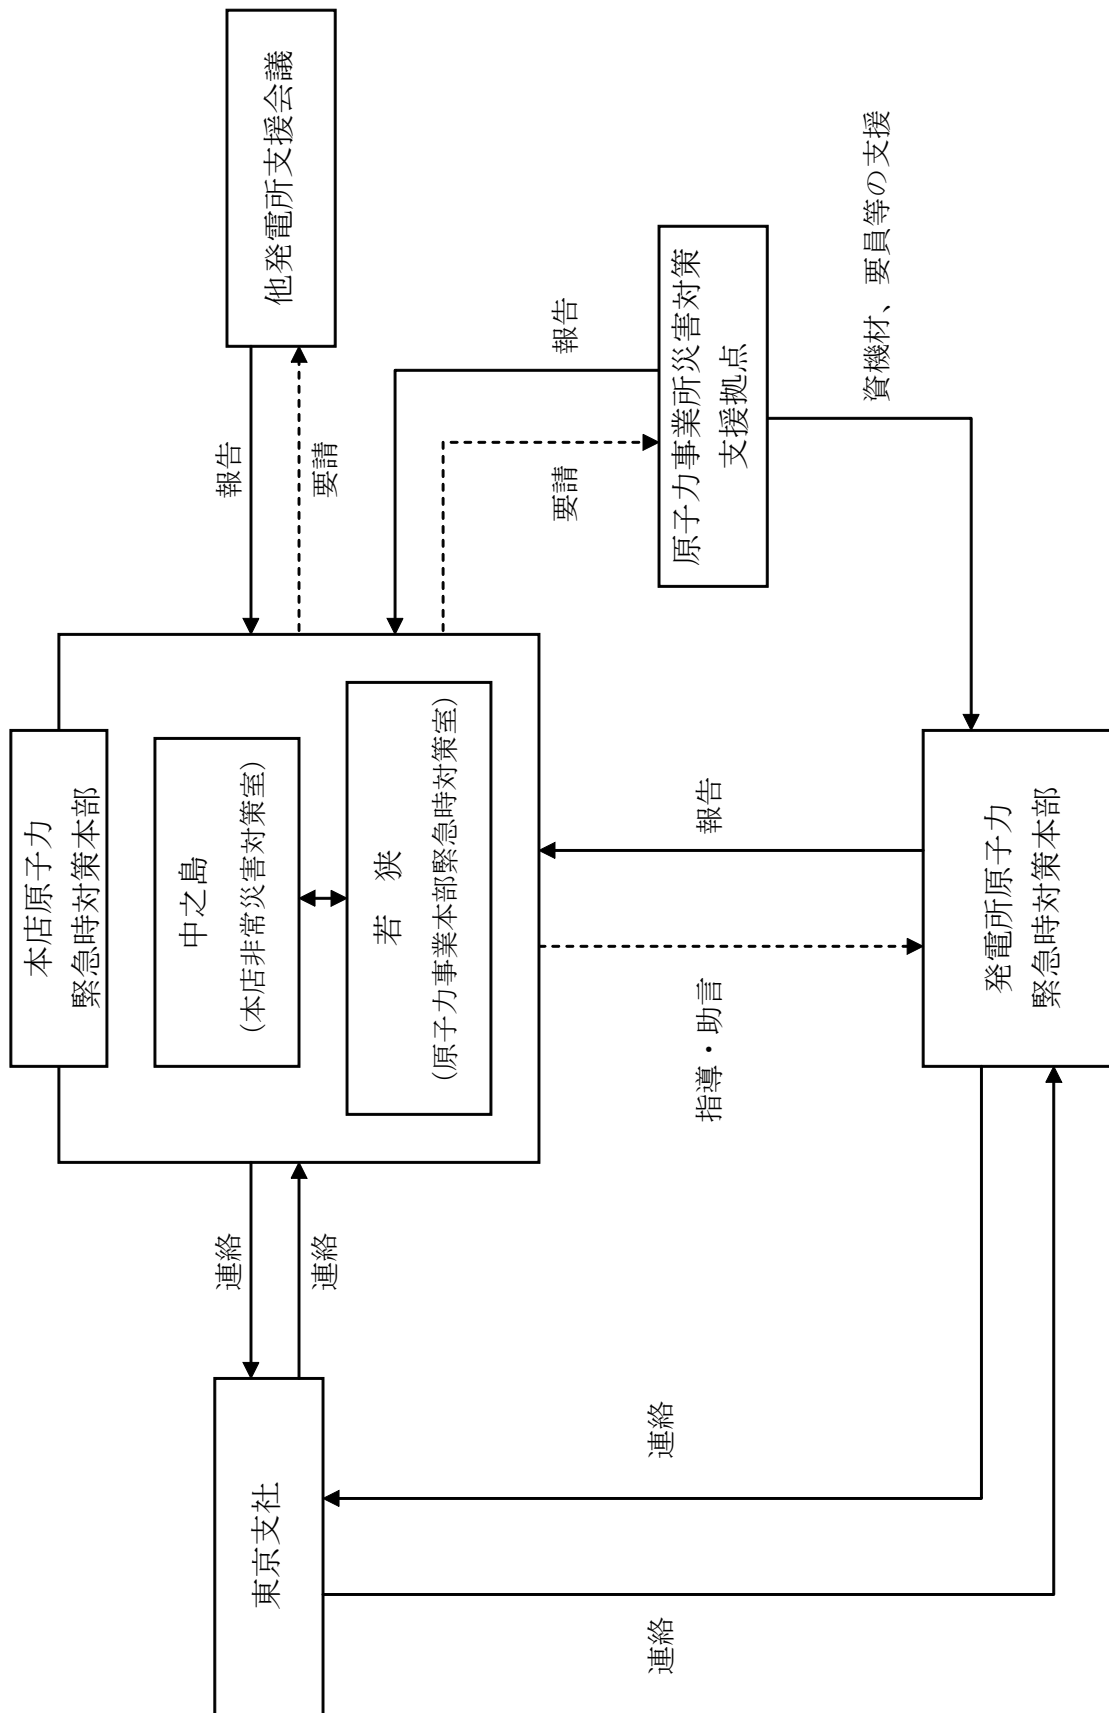 本店原子力
緊急時対策本部
中之島
(本店非常災害対策室)
若　狭
(原子力事業本部緊急時対策室)
東京支社
連絡
連絡
報告
要請
他発電所支援会議
報告
要請
原子力事業所災害対策
支援拠点
資機材、要員等の支援
連絡
連絡
指導・助言
報告
発電所原子力
緊急時対策本部